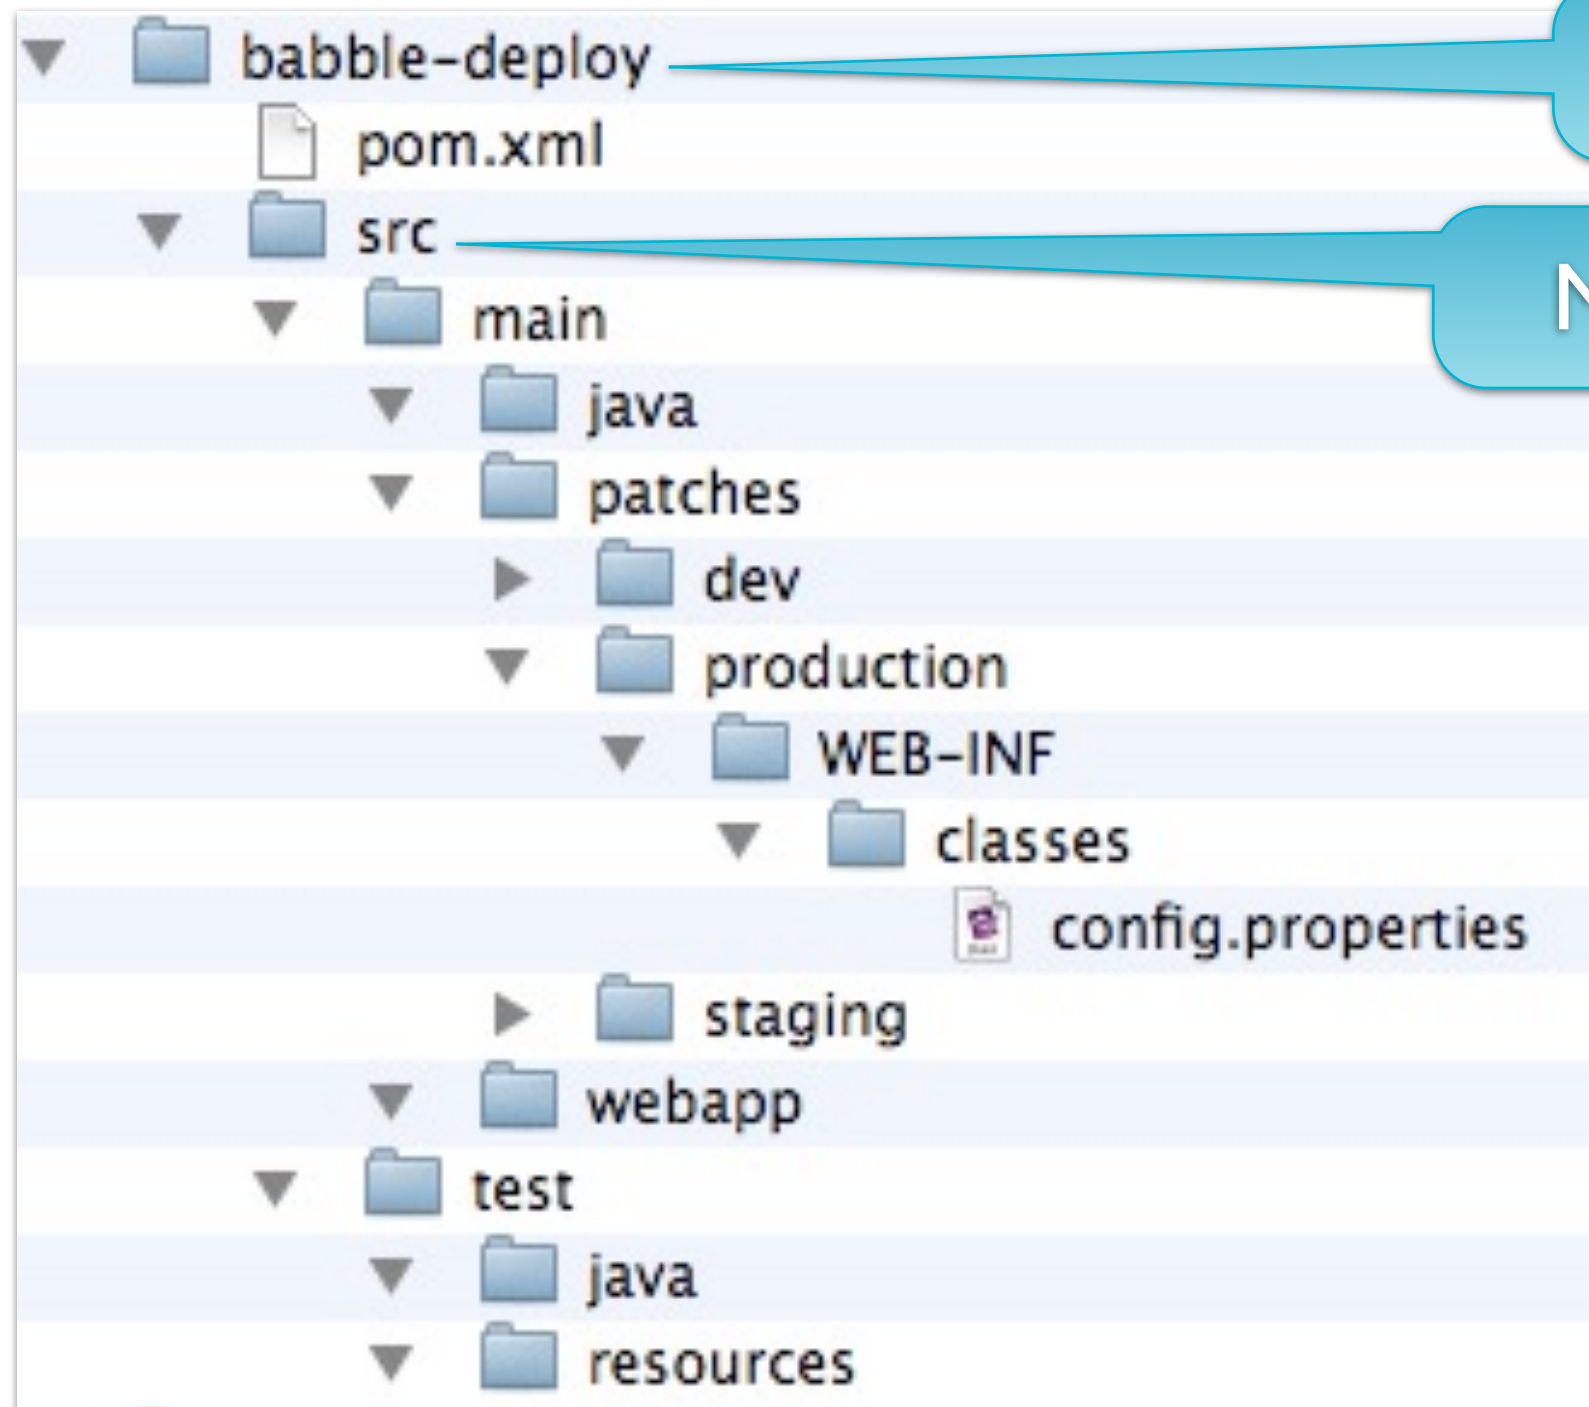 babble-deploy
pom.xml
src
main
java
patches
dev
production
WEB-INF
classes
config.properties
staging
webapp
test
java
resources